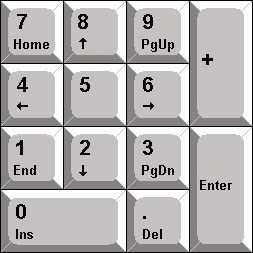 7 8 9 +
Home ↑ PgUp
4 5 6
← →
1 2 3 Enter
End ↓ PgDn
0 .
Ins Del